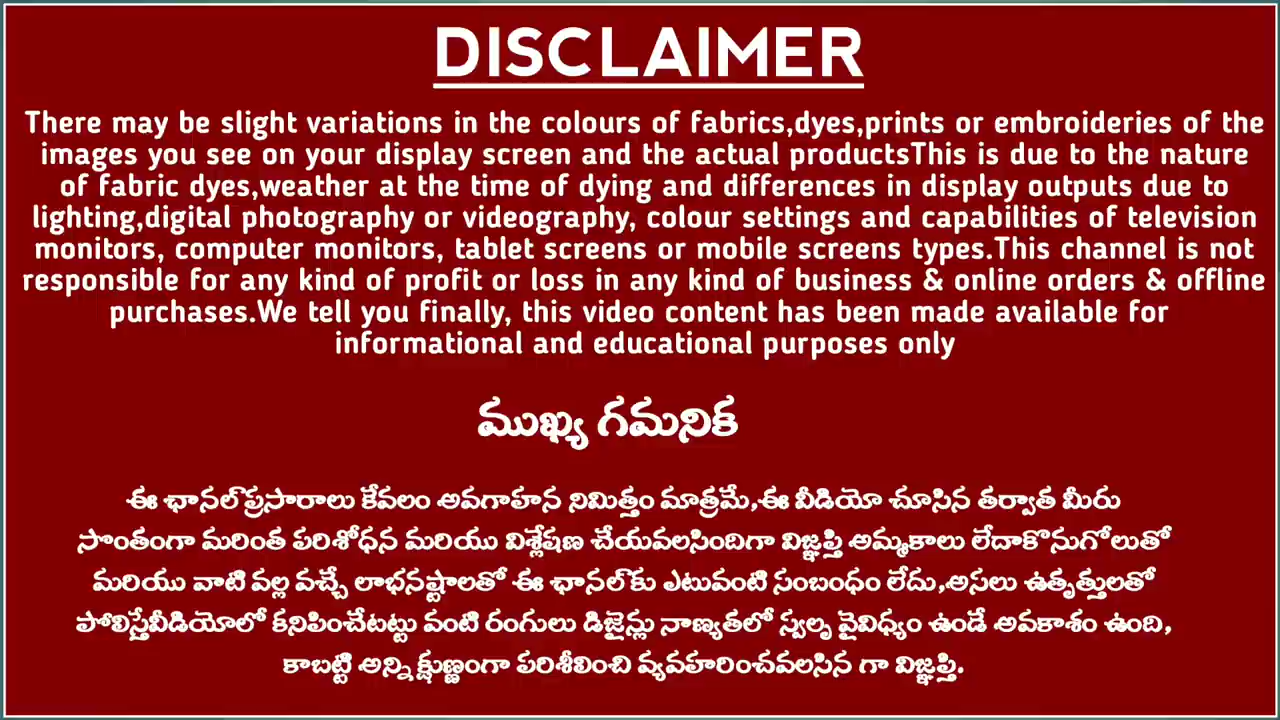 DISCLAIMER
There may be slight variations in the colours of fabrics,dyes,prints or embroideries of the
images you see on your display screen and the actual productsThis is due to the nature
of fabric dyes,weather at the time of dying and differences in display outputs due to
lighting,digital photography or videography, colour settings and capabilities of television
monitors, computer monitors, tablet screens or mobile screens types.This channel is not
responsible for any kind of profit or loss in any kind of business & online orders & offline
purchases.We tell you finally, this video content has been made available for
informational and educational purposes only
ముఖ్య గమనిక
ఈ ఛానల్‌ప్రసారాలు కేవలం అవగాహన నిమిత్తం మాత్రమే,ఈ వీడియో చూసిన తర్వాత మీరు
సొంతంగా మరింత పరిశోధన మరియు విశ్లేషణ చేయవలసిందిగా విజ్ఞప్తి అమ్మకాలు లేదాకొనుగోలుతో
మరియు వాటి వల్ల వచ్చే లాభనష్టాలతో ఈ ఛానల్‌కు ఎటువంటి సంబంధం లేదు,అసలు ఉత్పత్తులతో
పోలిస్తేవీడియోలో కనిపించేటట్టు వంటి రంగులు డిజైన్లు నాణ్యతలో స్వల్ప వైవిధ్యం ఉండే అవకాశం ఉంది,
కాబట్టి అన్నిక్షుణ్ణంగా పరిశీలించి వ్యవహరించవలసిన గా విజ్ఞప్తి.